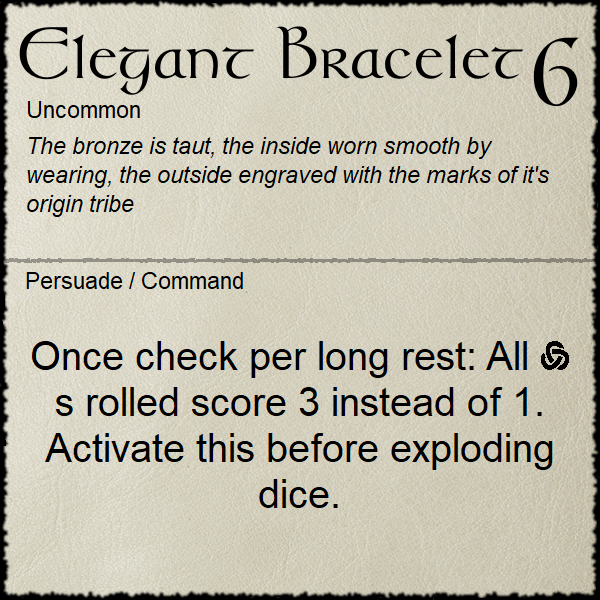 Elegant Bracelet 6
Uncommon
The bronze is taut, the inside worn smooth by
wearing, the outside engraved with the marks of it's
origin tribe
Persuade / Command
Once check per long rest: All
s rolled score 3 instead of 1.
Activate this before exploding
dice.